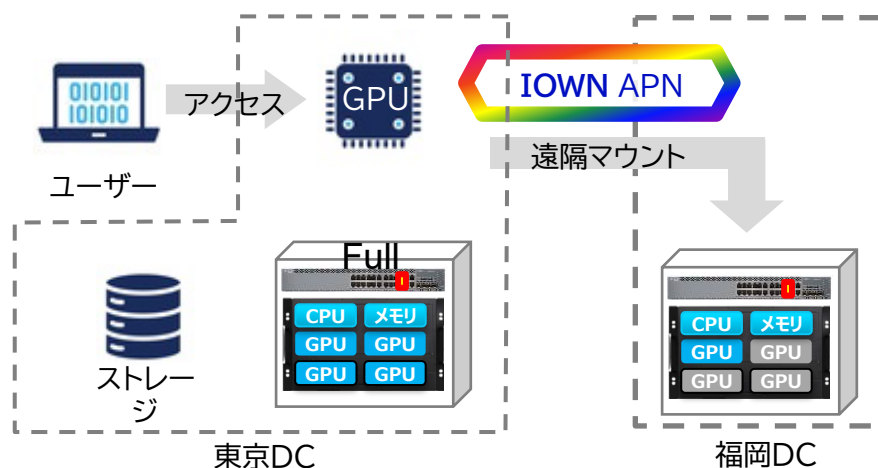 010101
101010
アクセス
GPU
IOWN APN
ユーザー
遠隔マウント
Full
CPU メモリ
GPU GPU
GPU GPU
ストレー
ジ
CPU メモリ
GPU GPU
GPU GPU
東京DC
福岡DC